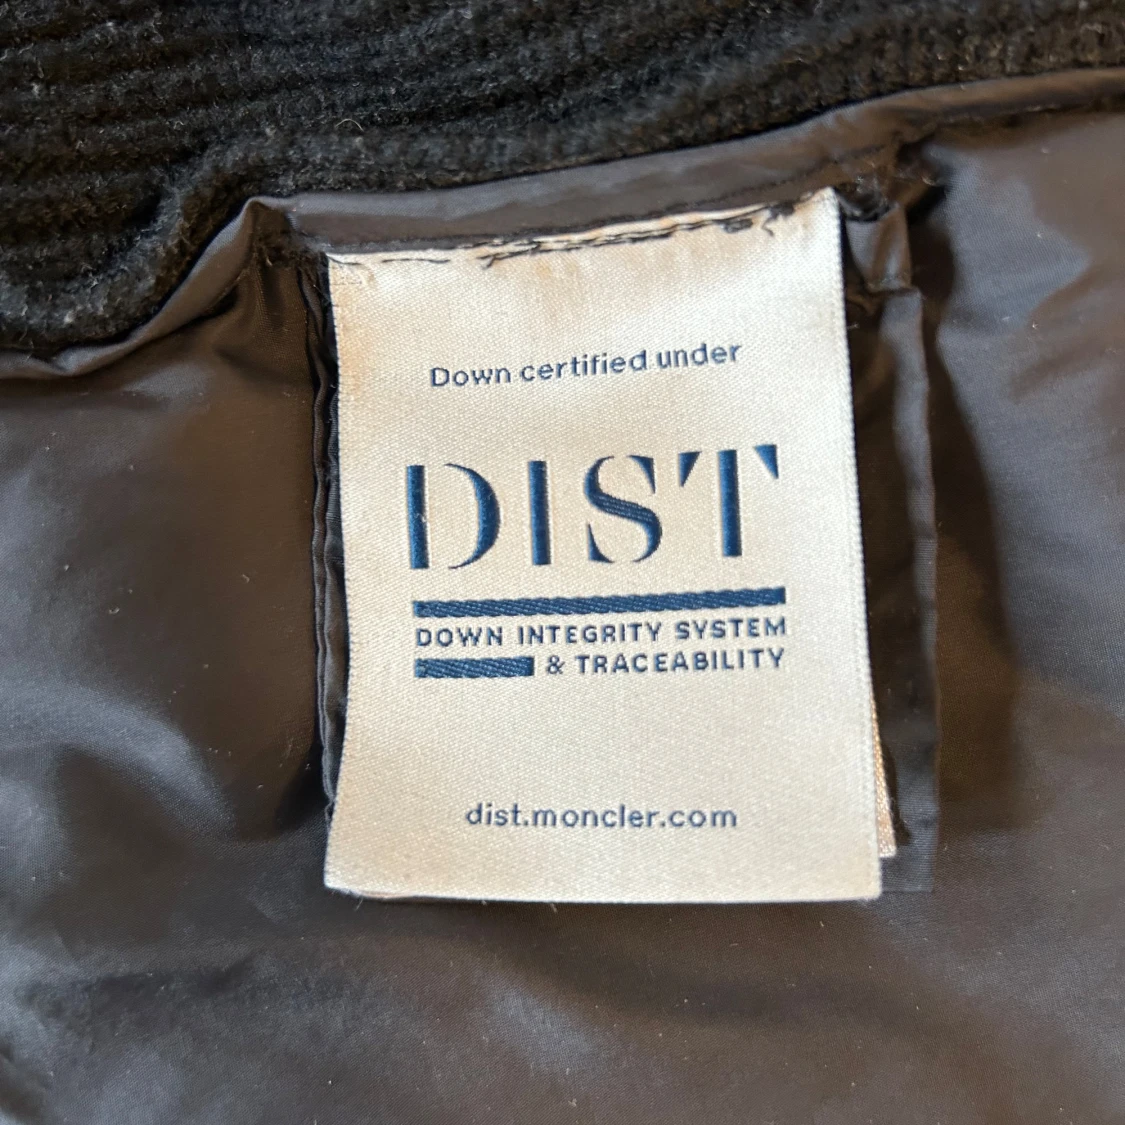 Down certified under
DIST
DOWN INTEGRITY SYSTEM
& TRACEABILITY
dist.moncler.com